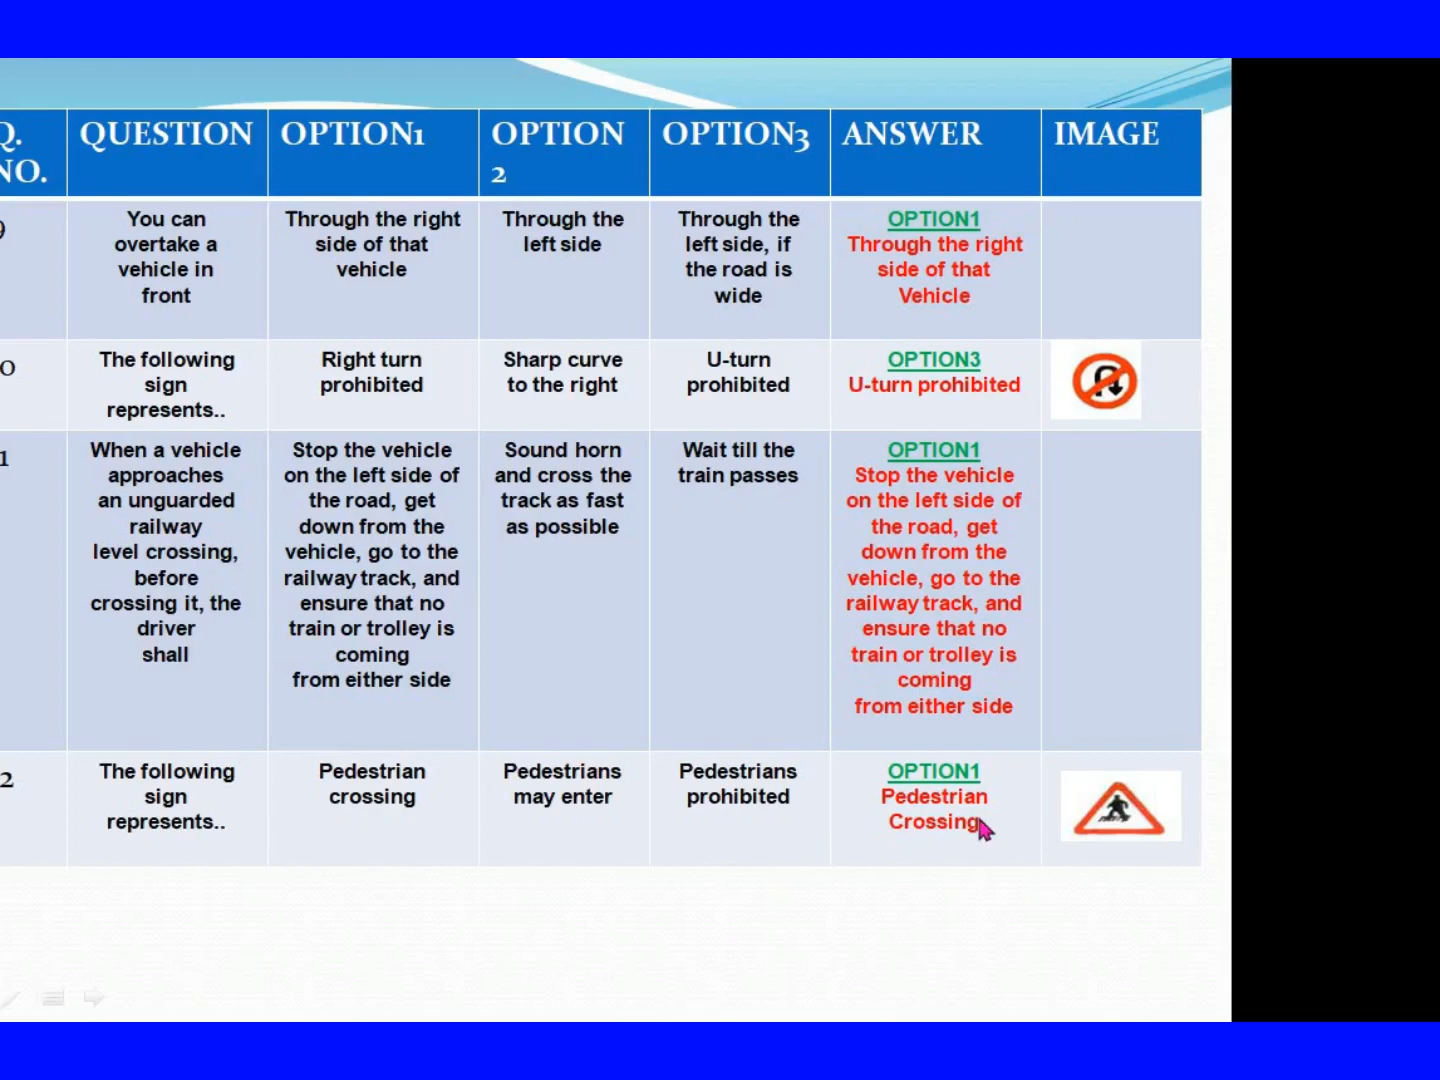 Q. NO.
QUESTION
OPTION1
OPTION 2
OPTION3
ANSWER
IMAGE
9
You can
overtake a
vehicle in
front
Through the right
side of that
vehicle
Through the
left side
Through the
left side, if
the road is
wide
OPTION1
Through the right
side of that
Vehicle
0
The following
sign
represents..
Right turn
prohibited
Sharp curve
to the right
U-turn
prohibited
OPTION3
U-turn prohibited
1
When a vehicle
approaches
an unguarded
railway
level crossing,
before
crossing it, the
driver
shall
Stop the vehicle
on the left side of
the road, get
down from the
vehicle, go to the
railway track, and
ensure that no
train or trolley is
coming
from either side
Sound horn
and cross the
track as fast
as possible
Wait till the
train passes
OPTION1
Stop the vehicle
on the left side of
the road, get
down from the
vehicle, go to the
railway track, and
ensure that no
train or trolley is
coming
from either side
2
The following
sign
represents..
Pedestrian
crossing
Pedestrians
may enter
Pedestrians
prohibited
OPTION1
Pedestrian
Crossing